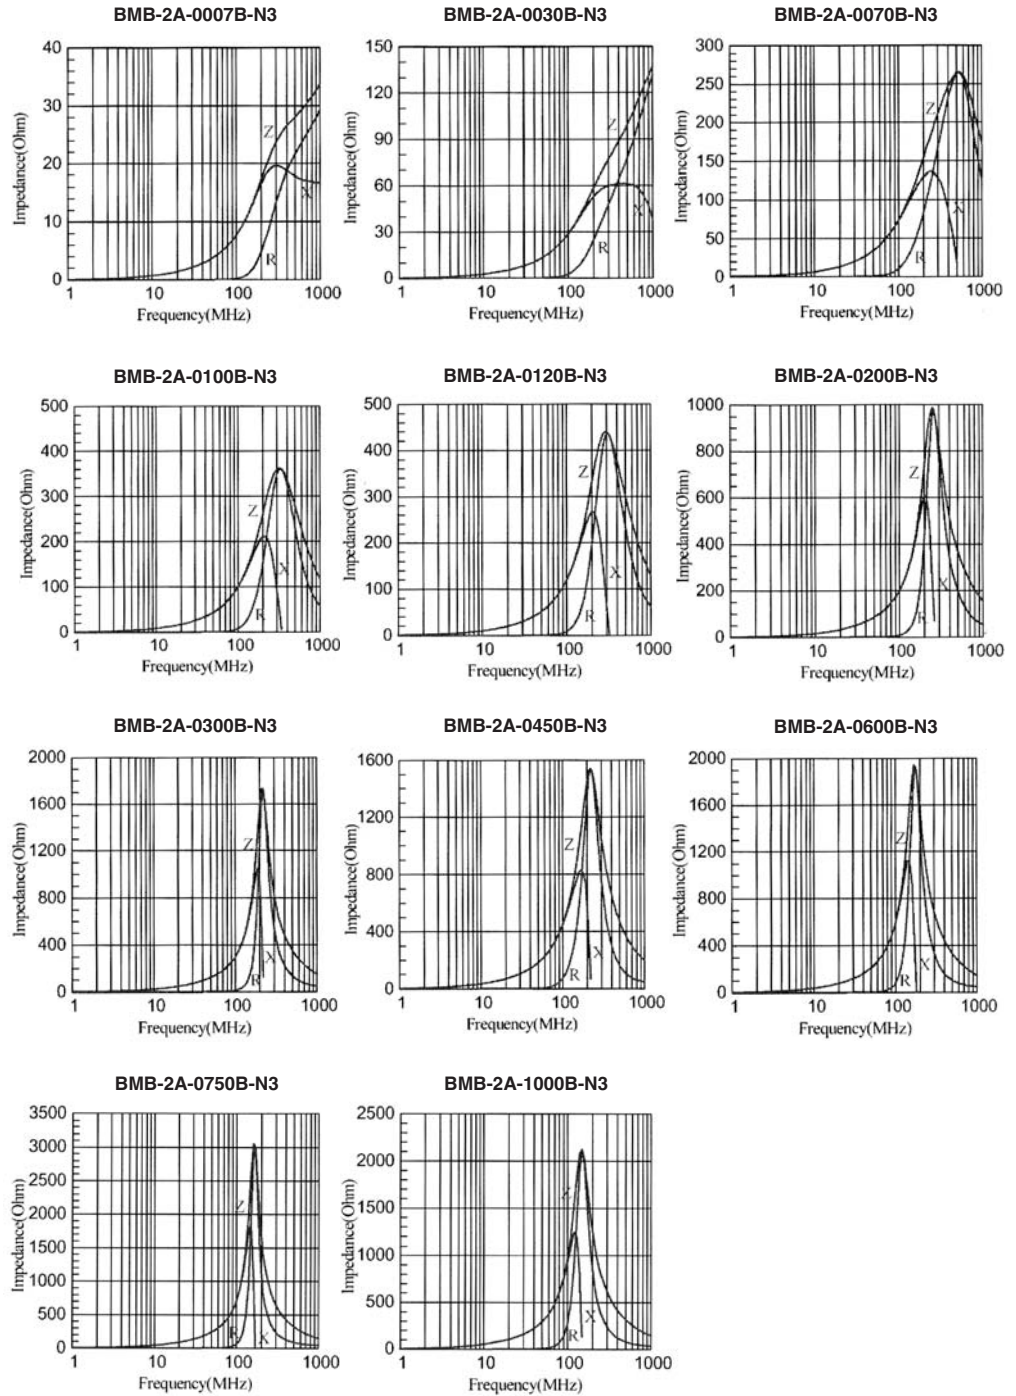 BMB-2A-0007B-N3
40
30
20
10
0
Impedance(Ohm)
Z
X
R
1 10 100 1000
Frequency(MHz)
BMB-2A-0030B-N3
150
120
90
60
30
0
Impedance(Ohm)
Z
X
R
1 10 100 1000
Frequency(MHz)
BMB-2A-0070B-N3
300
250
200
150
100
50
0
Impedance(Ohm)
Z
X
R
1 10 100 1000
Frequency(MHz)
BMB-2A-0100B-N3
500
400
300
200
100
0
Impedance(Ohm)
Z
X
R
1 10 100 1000
Frequency(MHz)
BMB-2A-0120B-N3
500
400
300
200
100
0
Impedance(Ohm)
Z
X
R
1 10 100 1000
Frequency(MHz)
BMB-2A-0200B-N3
1000
800
600
400
200
0
Impedance(Ohm)
Z
X
R
1 10 100 1000
Frequency(MHz)
BMB-2A-0300B-N3
2000
1600
1200
800
400
0
Impedance(Ohm)
Z
X
R
1 10 100 1000
Frequency(MHz)
BMB-2A-0450B-N3
1600
1200
800
400
0
Impedance(Ohm)
Z
X
R
1 10 100 1000
Frequency(MHz)
BMB-2A-0600B-N3
2000
1600
1200
800
400
0
Impedance(Ohm)
Z
X
R
1 10 100 1000
Frequency(MHz)
BMB-2A-0750B-N3
3500
3000
2500
2000
1500
1000
500
0
Impedance(Ohm)
Z
R X
1 10 100 1000
Frequency(MHz)
BMB-2A-1000B-N3
2500
2000
1500
1000
500
0
Impedance(Ohm)
Z
X
R
1 10 100 1000
Frequency(MHz)